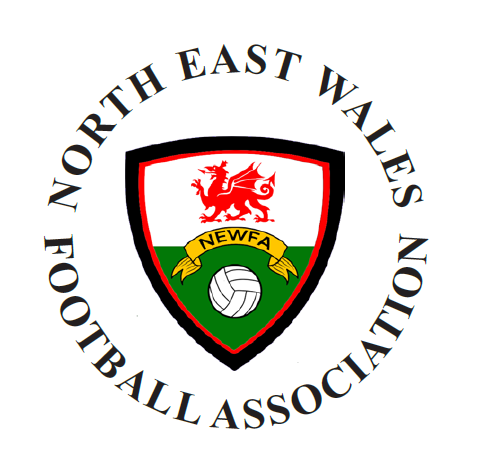 NORTH EAST WALES
FOOTBALL ASSOCIATION
NEWFA